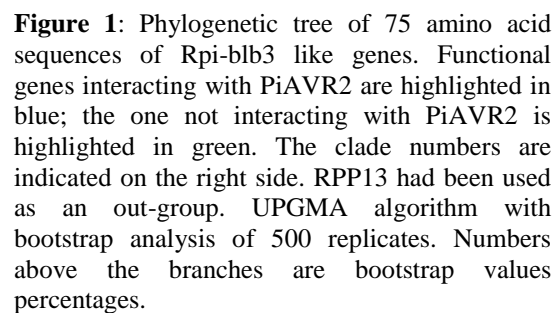 Figure 1: Phylogenetic tree of 75 amino acid
sequences of Rpi-blb3 like genes. Functional
genes interacting with PiAVR2 are highlighted in
blue; the one not interacting with PiAVR2 is
highlighted in green. The clade numbers are
indicated on the right side. RPP13 had been used
as an out-group. UPGMA algorithm with
bootstrap analysis of 500 replicates. Numbers
above the branches are bootstrap values
percentages.